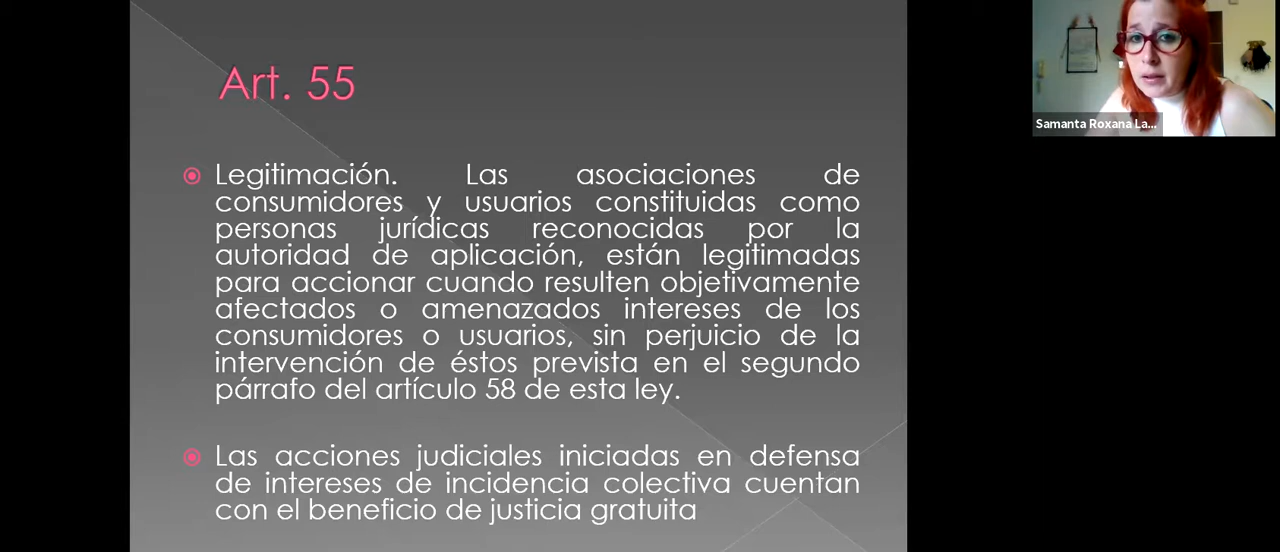 Art. 55
Legitimación. Las asociaciones de
consumidores y usuarios constituidas como
personas jurídicas reconocidas por la
autoridad de aplicación, están legitimadas
para accionar cuando resulten objetivamente
afectados o amenazados intereses de los
consumidores o usuarios, sin perjuicio de la
intervención de éstos prevista en el segundo
párrafo del artículo 58 de esta ley.
Las acciones judiciales iniciadas en defensa
de intereses de incidencia colectiva cuentan
con el beneficio de justicia gratuita
Samanta Roxana La...